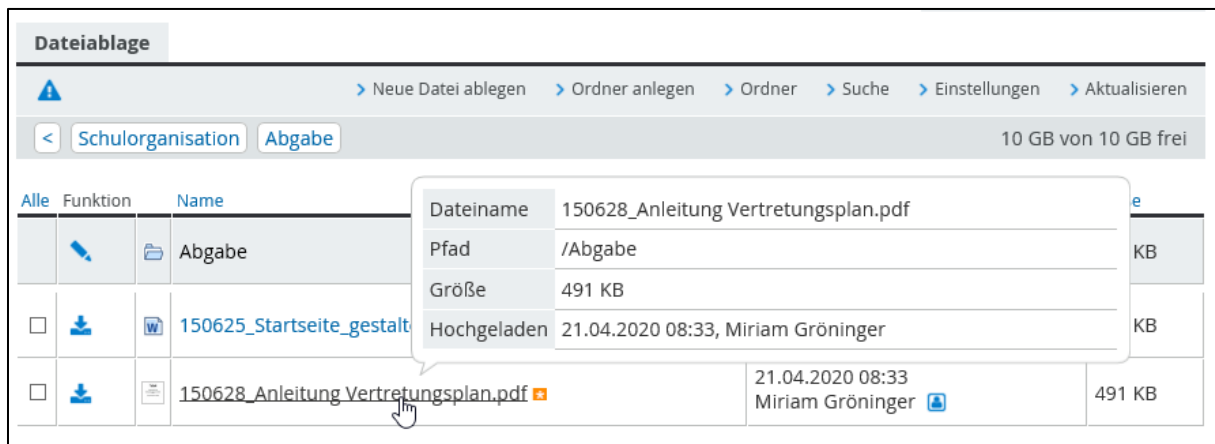 Dateiablage
Neue Datei ablegen Ordner anlegen Ordner Suche Einstellungen Aktualisieren
< Schulorganisation Abgabe 10 GB von 10 GB frei
Alle Funktion Name
Dateiname 150628_Anleitung Vertretungsplan.pdf
Abgabe Pfad /Abgabe KB
Größe 491 KB
150625_Startseite_gestalt Hochgeladen 21.04.2020 08:33, Miriam Gröninger KB
150628_Anleitung Vertretungsplan.pdf 21.04.2020 08:33 491 KB
Miriam Gröninger